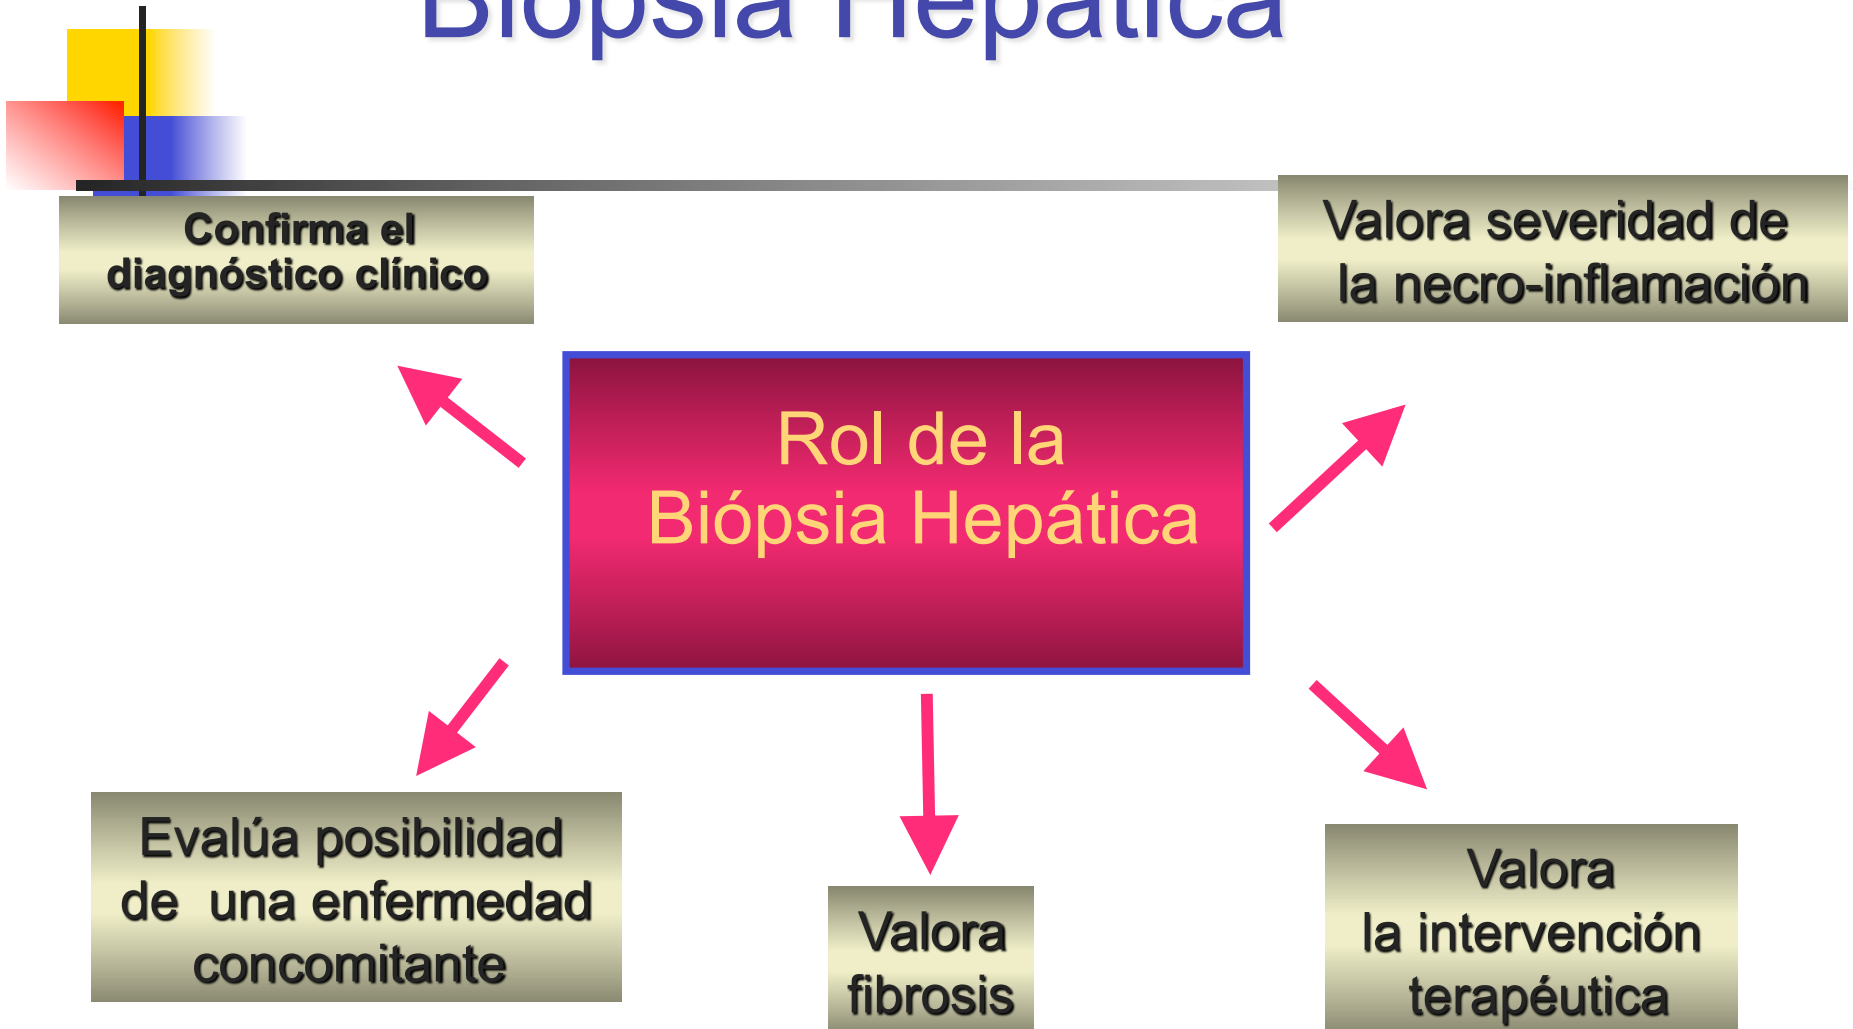 Biópsia Hepática
Confirma el
diagnóstico clínico
Valora severidad de
la necro-inflamación
Rol de la
Biópsia Hepática
Evalúa posibilidad
de una enfermedad
concomitante
Valora
fibrosis
Valora
la intervención
terapéutica